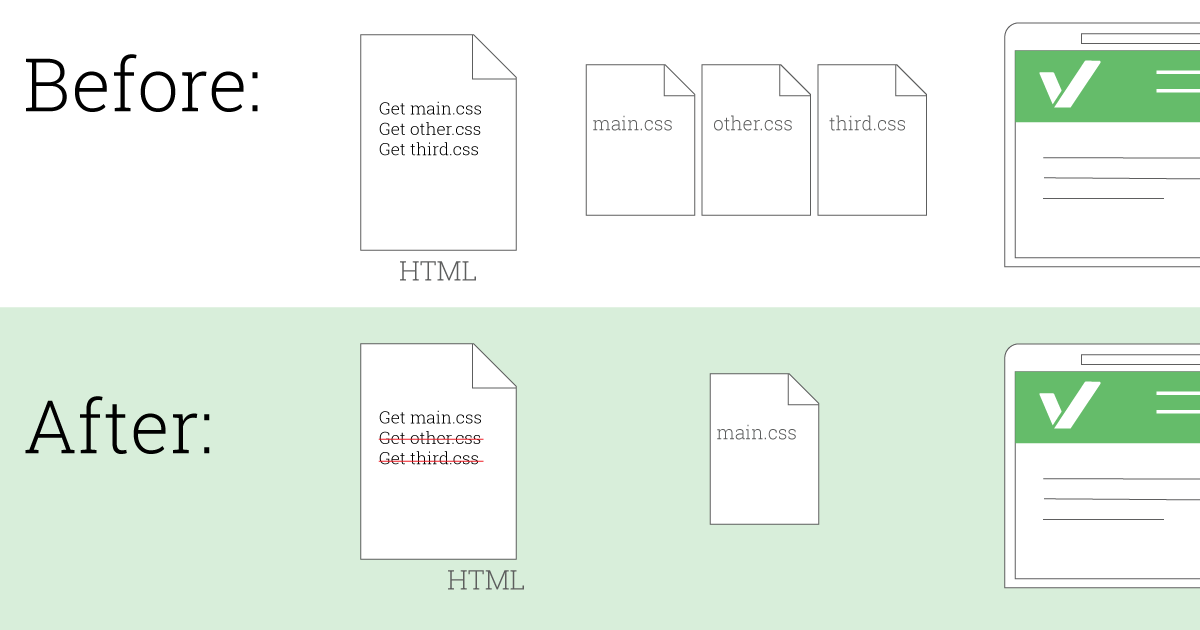 Before:
Get main.css
Get other.css
Get third.css
HTML
main.css
other.css
third.css
After:
Get main.css
Get other.css
Get third.css
HTML
main.css